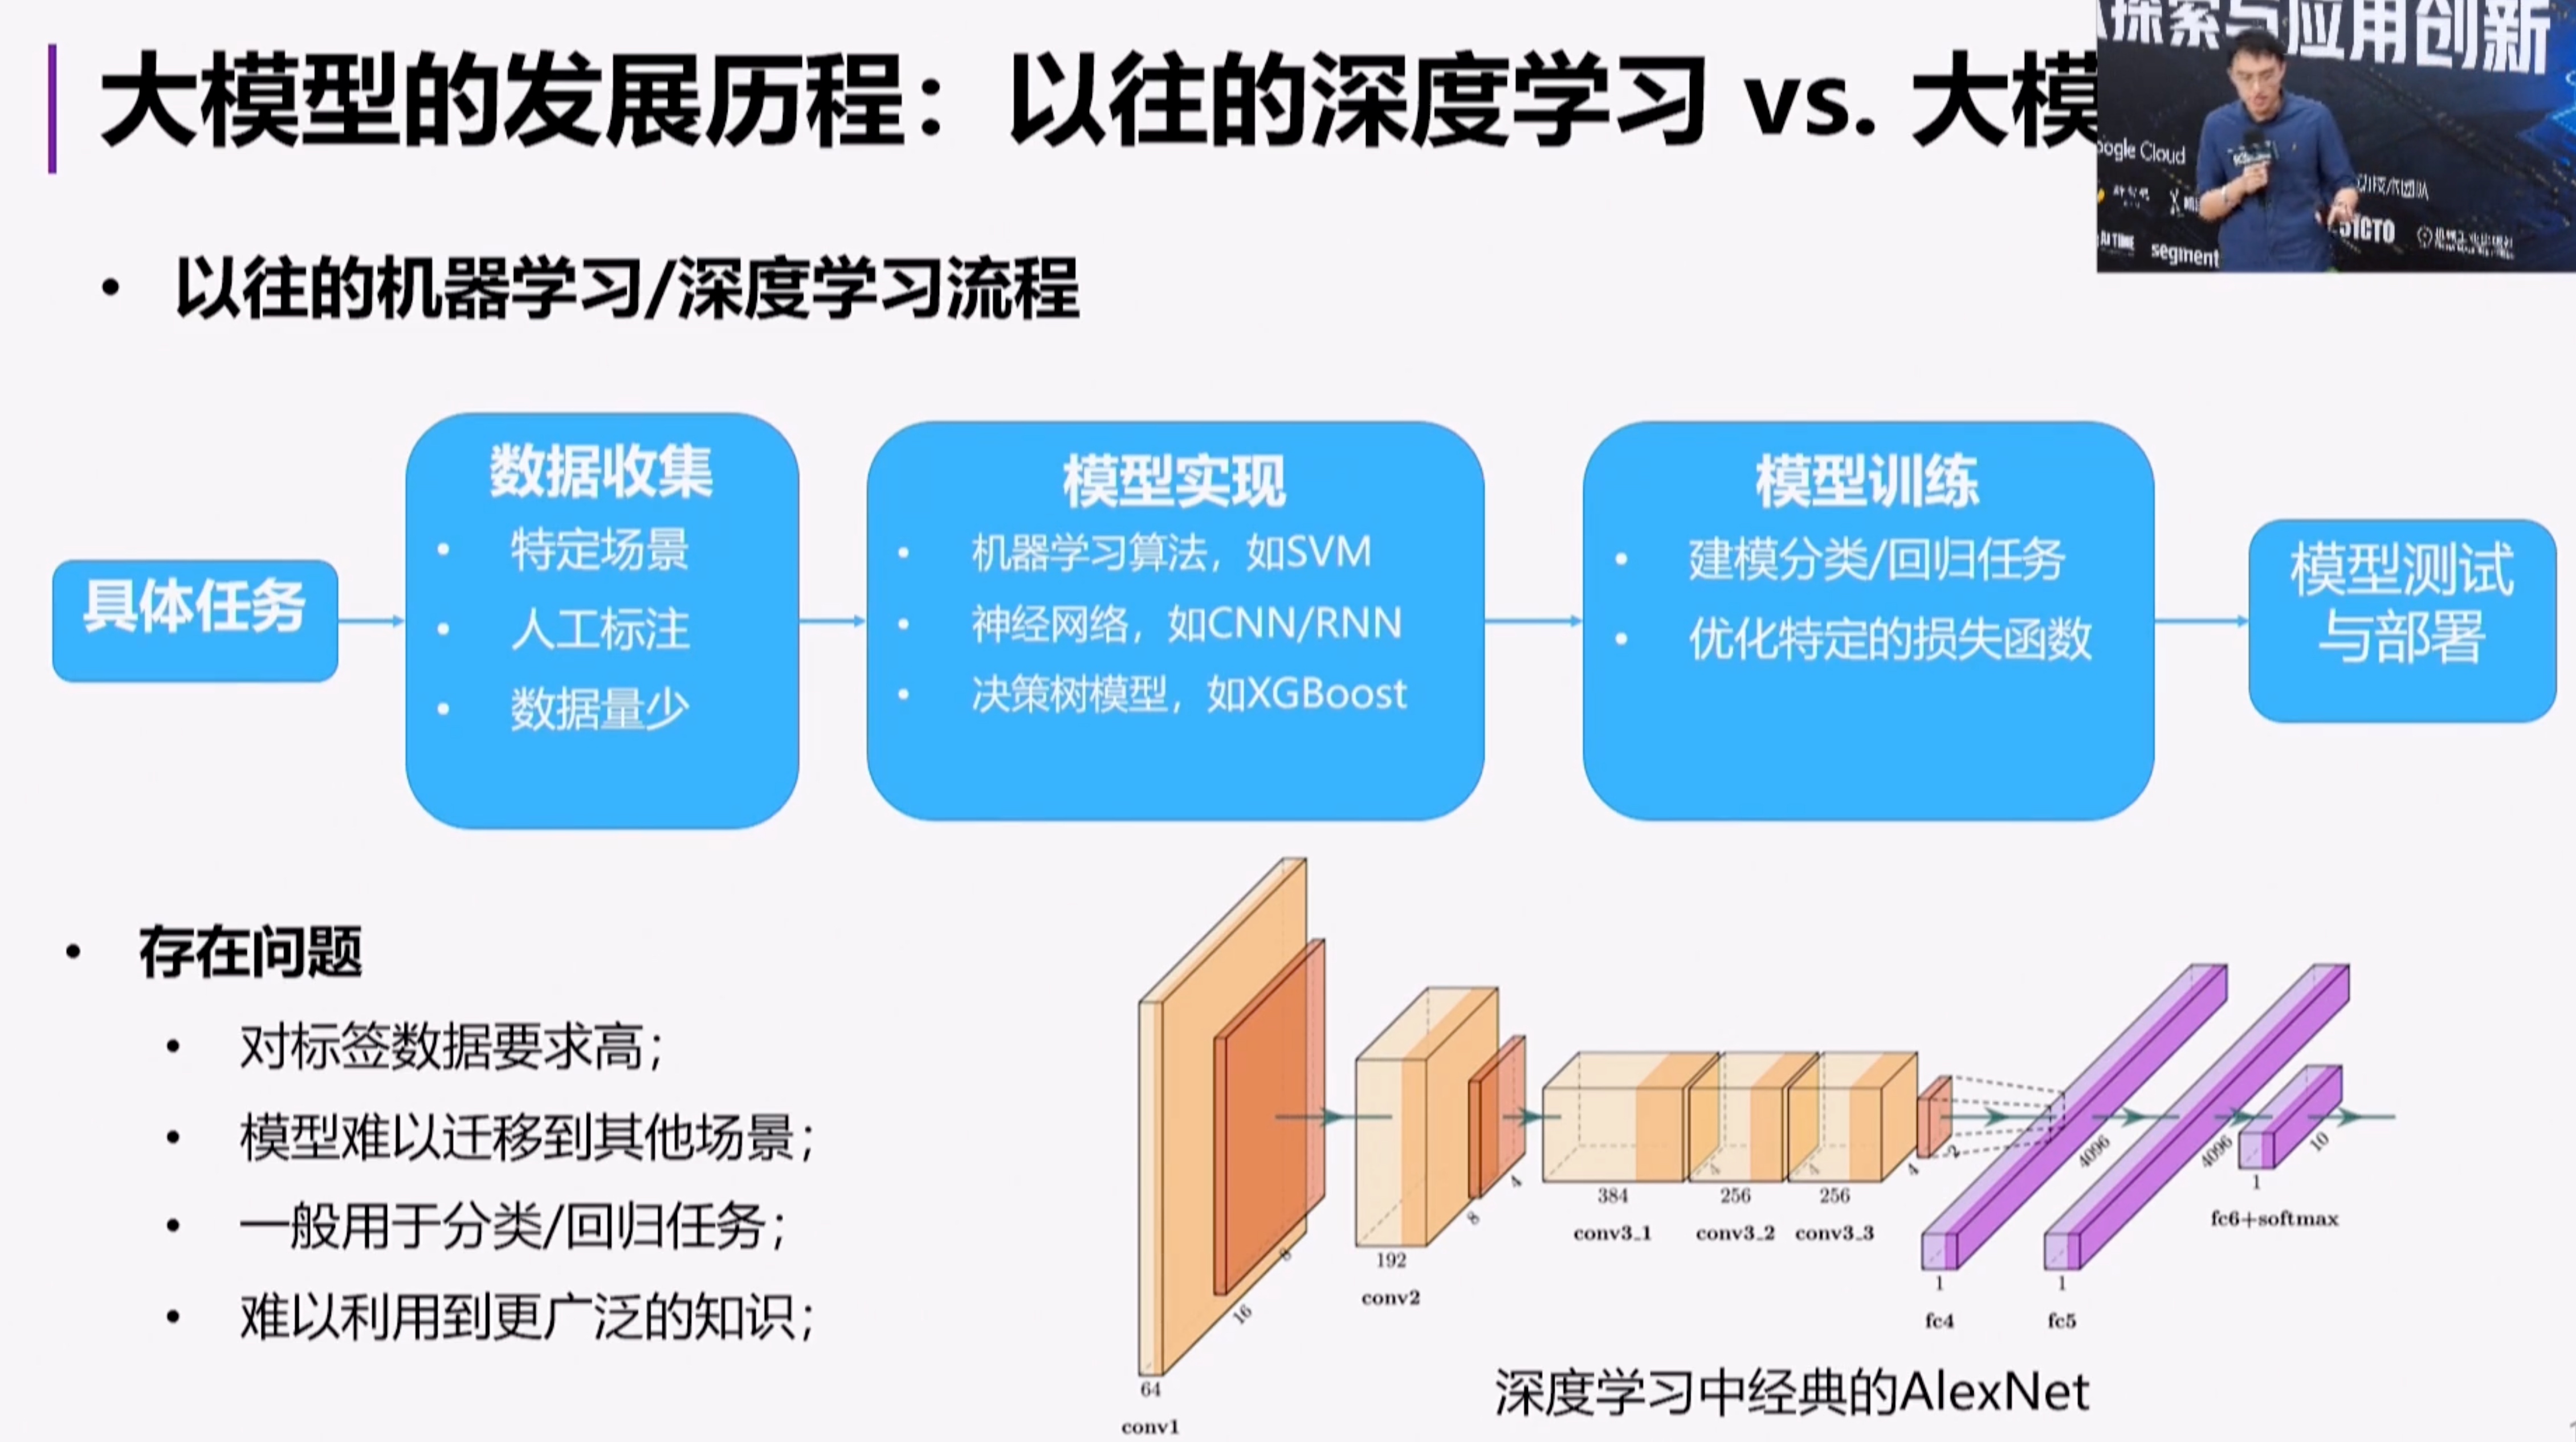 大模型的发展历程：以往的深度学习 vs. 大模
探索与应用创新
ogle Cloud
51CTO
AI TIME
segment
• 以往的机器学习/深度学习流程
具体任务
数据收集
• 特定场景
• 人工标注
• 数据量少
模型实现
• 机器学习算法，如SVM
• 神经网络，如CNN/RNN
• 决策树模型，如XGBoost
模型训练
• 建模分类/回归任务
• 优化特定的损失函数
模型测试
与部署
• 存在问题
• 对标签数据要求高；
• 模型难以迁移到其他场景；
• 一般用于分类/回归任务；
• 难以利用到更广泛的知识；
64
conv1
16
8
192
conv2
8
4
384
conv3_1
4
256
conv3_2
4
256
conv3_3
4
2
1
fc4
4096
1
fc5
4096
1
fc6+softmax
10
深度学习中经典的AlexNet